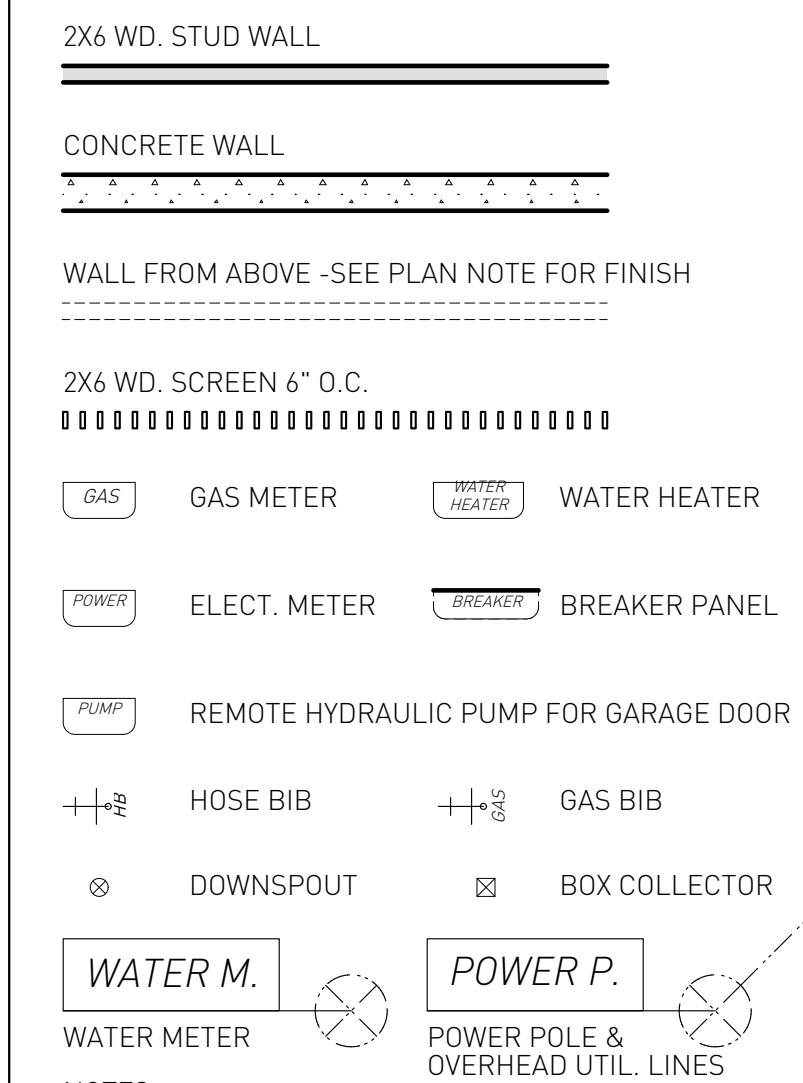 2X6 WD. STUD WALL
CONCRETE WALL
WALL FROM ABOVE -SEE PLAN NOTE FOR FINISH
2X6 WD. SCREEN 6" O.C.
GAS GAS METER WATER HEATER WATER HEATER
POWER ELECT. METER BREAKER BREAKER PANEL
PUMP REMOTE HYDRAULIC PUMP FOR GARAGE DOOR
HB HOSE BIB GAS GAS BIB
DOWNSPOUT BOX COLLECTOR
WATER M. POWER P.
WATER METER POWER POLE &
OVERHEAD UTIL. LINES